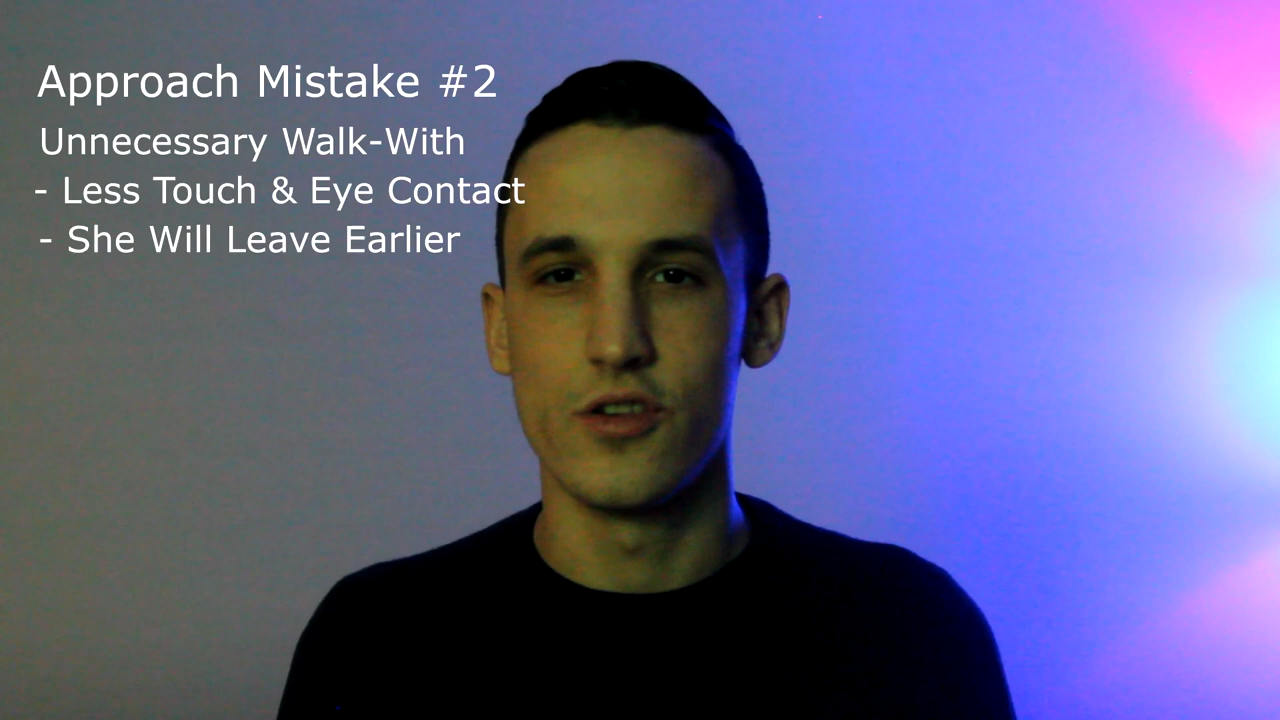 Approach Mistake #2
Unnecessary Walk-With
- Less Touch & Eye Contact
- She Will Leave Earlier